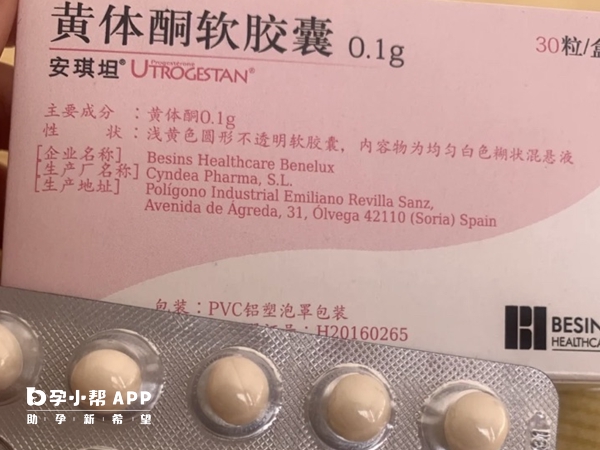 黄体酮软胶囊 0.1g 30粒/盒
安琪坦® UTROGESTAN®
主要成分 ：黄体酮0.1g
性 状：浅黄色圆形不透明软胶囊，内容物为均匀白色糊状混悬液
[企业名称] Besins Healthcare Benelux
[生产厂名称] Cyndea Pharma, S.L.
[生产地址] Polígono Industrial Emiliano Revilla Sanz,
Avenida de Ágreda, 31, Ólvega 42110 (Soria) Spain
包装：PVC铝塑泡罩包装
H20160265
BESINS
HEALTHCARE
孕小帮 APP
助·孕·新·希·望